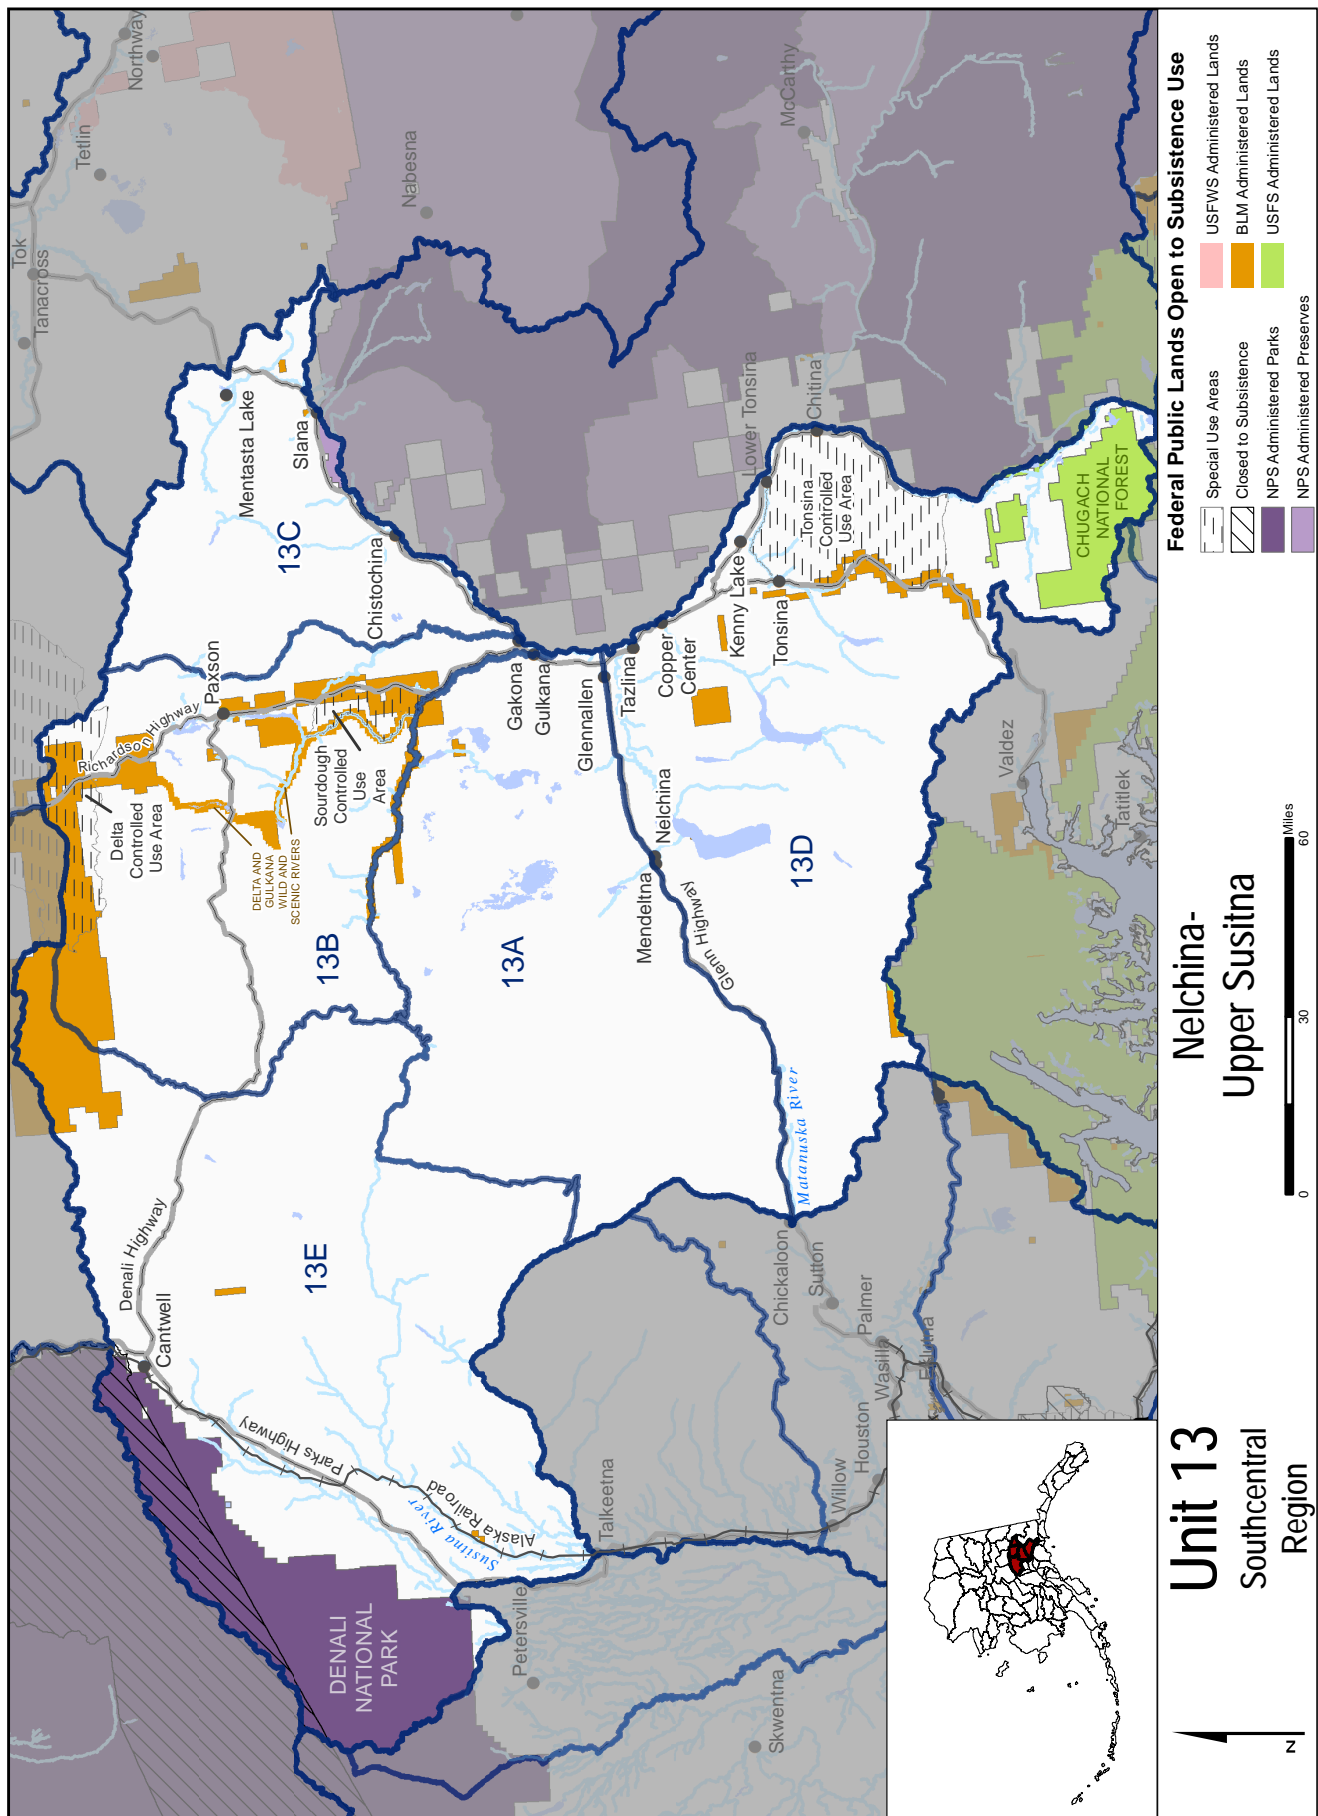 Northway
Tetlin
Tok
Tanacross
Nabesna
McCarthy
Mentasta Lake
Slana
13C
Chistochina
Lower Tonsina
Chitina
Tonsina
Controlled
Use Area
CHUGACH
NATIONAL
FOREST
Kenny Lake
Tonsina
Copper
Center
Tazlina
Glennallen
Gakona
Gulkana
Paxson
Richardson Highway
Delta
Controlled
Use Area
Sourdough
Controlled
Use
Area
DELTA AND
GULKANA
WILD AND
SCENIC RIVERS
13B
13A
13D
Nelchina
Mendeltna
Glenn Highway
Matanuska River
Valdez
Tatitlek
13E
Denali Highway
Cantwell
Parks Highway
Alaska Railroad
Susitna River
DENALI
NATIONAL
PARK
Chickaloon
Sutton
Palmer
Wasilla
Eklutna
Houston
Willow
Talkeetna
Petersville
Skwentna
Unit 13
Southcentral
Region
N
Nelchina-
Upper Susitna
0
30
60
Miles
Federal Public Lands Open to Subsistence Use
Special Use Areas
Closed to Subsistence
NPS Administered Parks
NPS Administered Preserves
USFWS Administered Lands
BLM Administered Lands
USFS Administered Lands